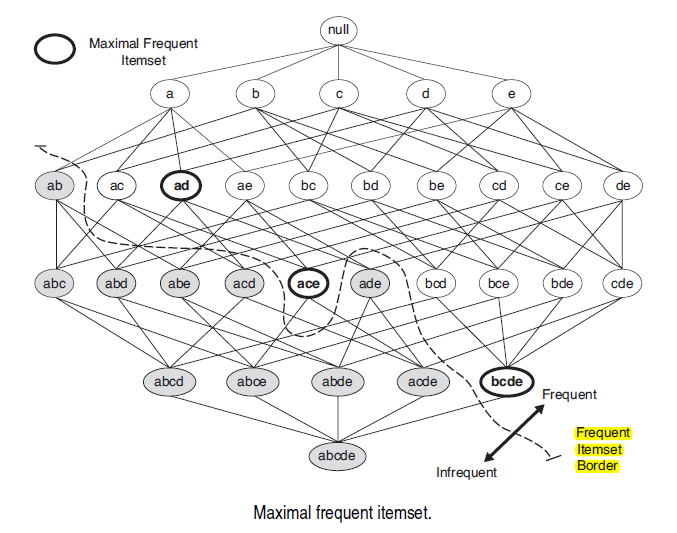 null
Maximal Frequent
Itemset
a b c d e
ab ac ad ae bc bd be cd ce de
abc abd abe acd ace ade bcd bce bde cde
abcd abce abde acde bcde
Frequent
Frequent
Itemset
Border
abcde
Infrequent
Maximal frequent itemset.